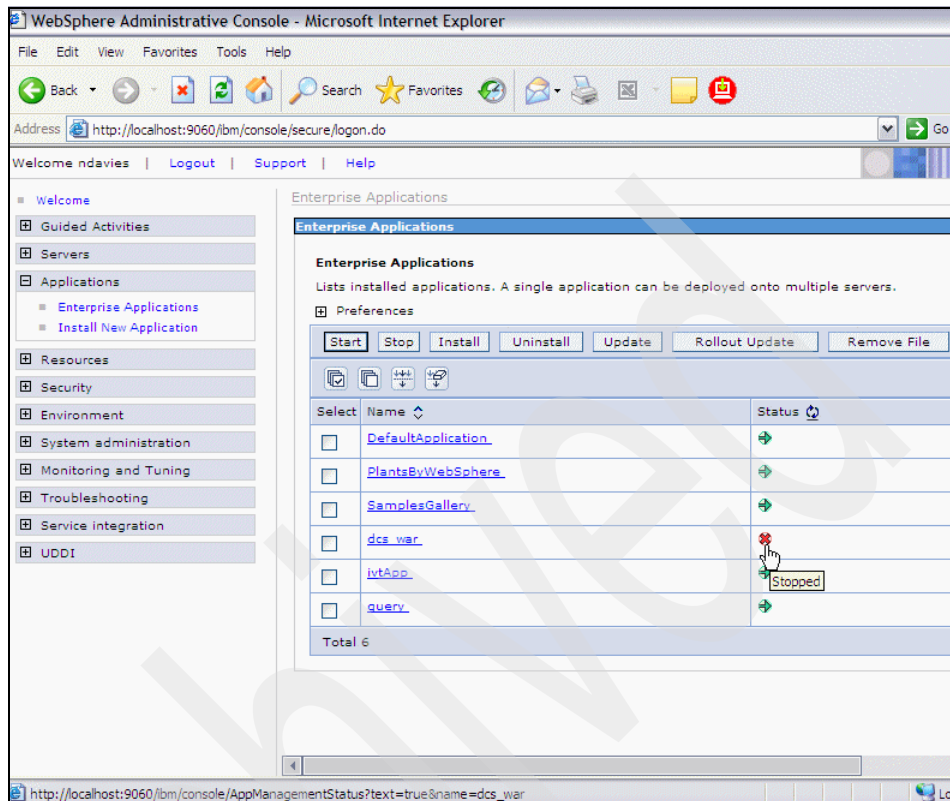 WebSphere Administrative Console - Microsoft Internet Explorer
File Edit View Favorites Tools Help
Back Search Favorites
Address http://localhost:9060/ibm/console/secure/logon.do Go
Welcome ndavies | Logout | Support | Help
Welcome
Guided Activities
Servers
Applications
Enterprise Applications
Install New Application
Resources
Security
Environment
System administration
Monitoring and Tuning
Troubleshooting
Service integration
UDDI
Enterprise Applications
Enterprise Applications
Enterprise Applications
Lists installed applications. A single application can be deployed onto multiple servers.
Preferences
Start Stop Install Uninstall Update Rollout Update Remove File
Select Name Status
DefaultApplication
PlantsByWebSphere
SamplesGallery
dcs_war
ivtApp
Stopped
query
Total 6
hived
http://localhost:9060/ibm/console/AppManagementStatus?text=true&name=dcs_war